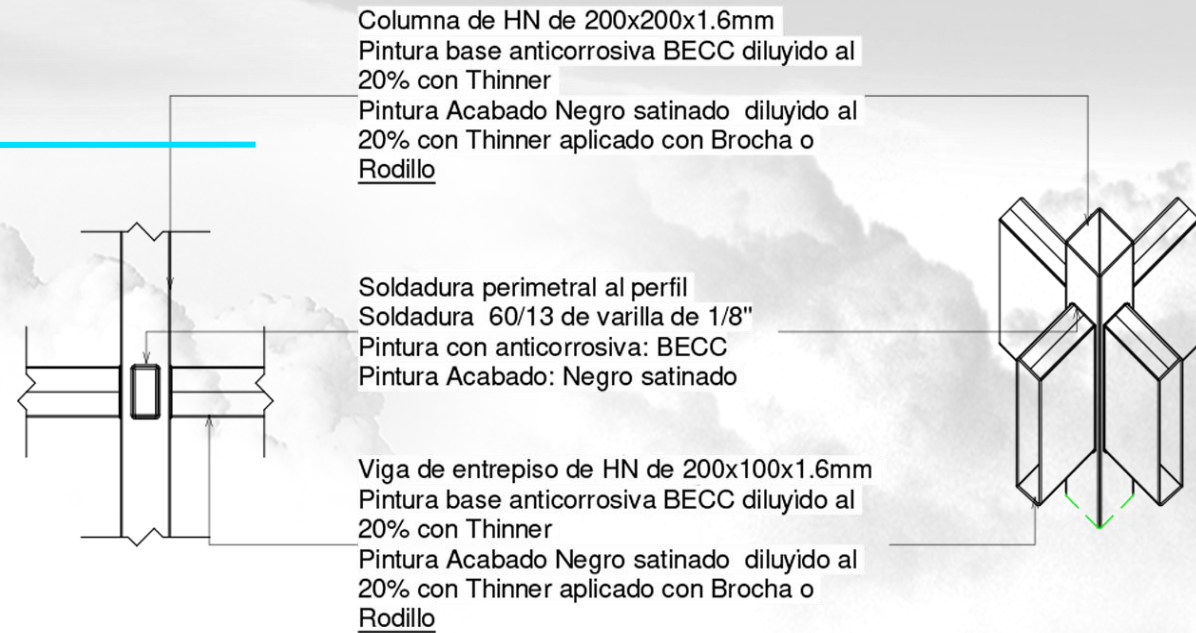 Columna de HN de 200x200x1.6mm
Pintura base anticorrosiva BECC diluyido al
20% con Thinner
Pintura Acabado Negro satinado  diluyido al
20% con Thinner aplicado con Brocha o
Rodillo
Soldadura perimetral al perfil
Soldadura  60/13 de varilla de 1/8"
Pintura con anticorrosiva: BECC
Pintura Acabado: Negro satinado
Viga de entrepiso de HN de 200x100x1.6mm
Pintura base anticorrosiva BECC diluyido al
20% con Thinner
Pintura Acabado Negro satinado  diluyido al
20% con Thinner aplicado con Brocha o
Rodillo